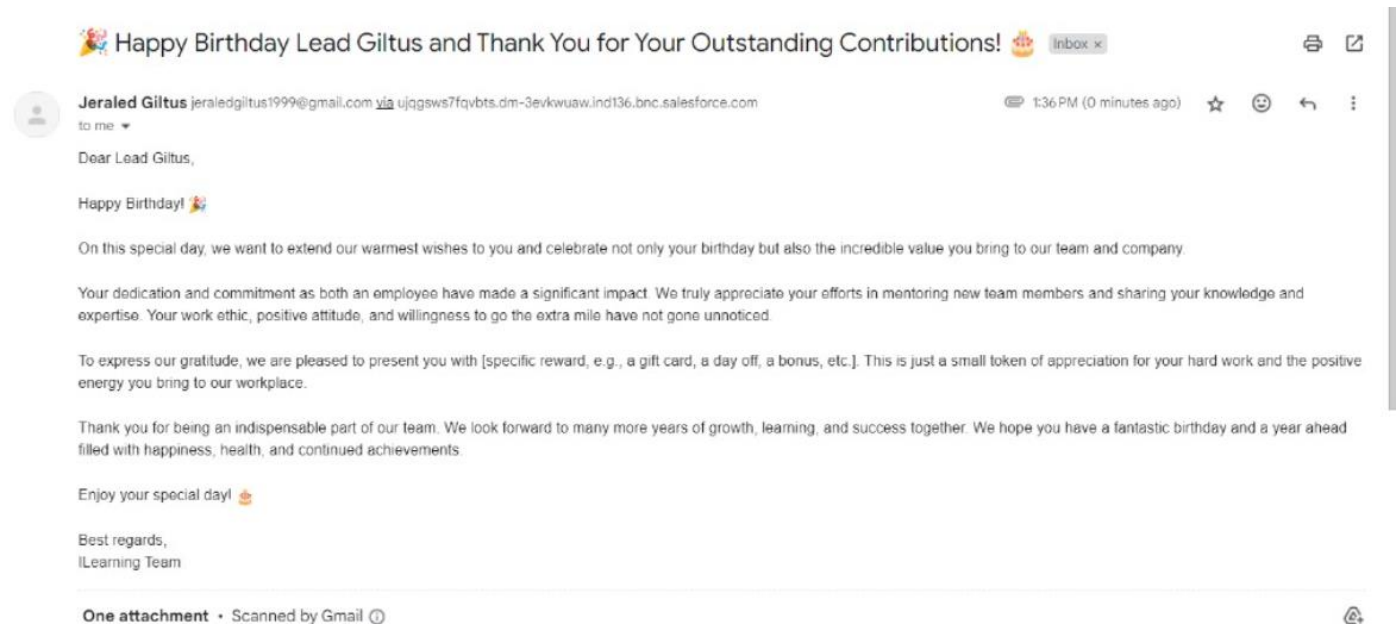 🎉 Happy Birthday Lead Giltus and Thank You for Your Outstanding Contributions! 🎂 Inbox ×
Jeraled Giltus jeraledgiltus1999@gmail.com via ujqgsws7fqvbts.dm-3evkwuaw.ind136.bnc.salesforce.com 1:36 PM (0 minutes ago)
to me
Dear Lead Giltus,
Happy Birthday! 🎉
On this special day, we want to extend our warmest wishes to you and celebrate not only your birthday but also the incredible value you bring to our team and company.
Your dedication and commitment as both an employee have made a significant impact. We truly appreciate your efforts in mentoring new team members and sharing your knowledge and
expertise. Your work ethic, positive attitude, and willingness to go the extra mile have not gone unnoticed.
To express our gratitude, we are pleased to present you with [specific reward, e.g., a gift card, a day off, a bonus, etc.]. This is just a small token of appreciation for your hard work and the positive
energy you bring to our workplace.
Thank you for being an indispensable part of our team. We look forward to many more years of growth, learning, and success together. We hope you have a fantastic birthday and a year ahead
filled with happiness, health, and continued achievements.
Enjoy your special day! 🎂
Best regards,
ILearning Team
One attachment • Scanned by Gmail